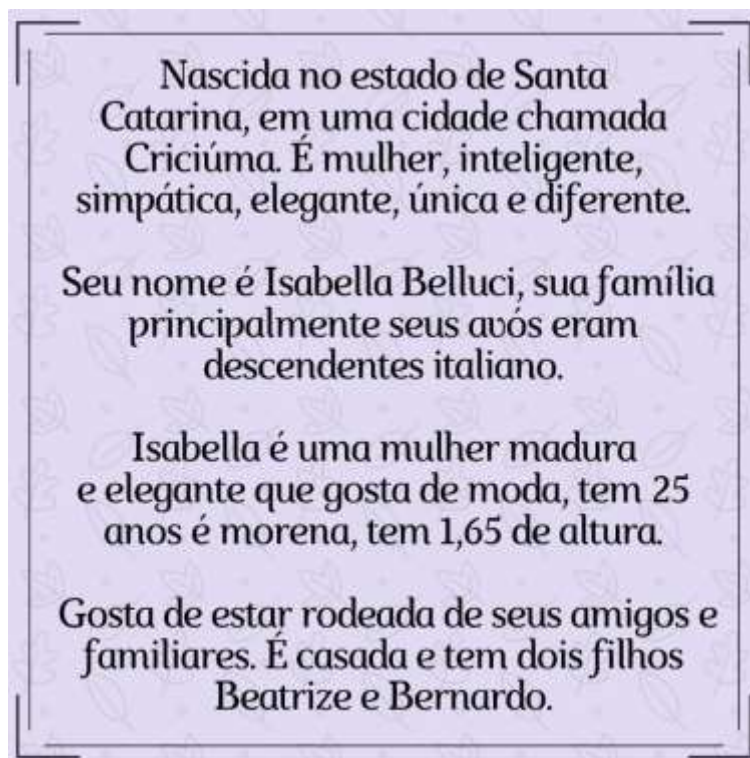 Nascida no estado de Santa
Catarina, em uma cidade chamada
Criciúma. É mulher, inteligente,
simpática, elegante, única e diferente.
Seu nome é Isabella Belluci, sua família
principalmente seus avós eram
descendentes italiano.
Isabella é uma mulher madura
e elegante que gosta de moda, tem 25
anos é morena, tem 1,65 de altura.
Gosta de estar rodeada de seus amigos e
familiares. É casada e tem dois filhos
Beatrize e Bernardo.